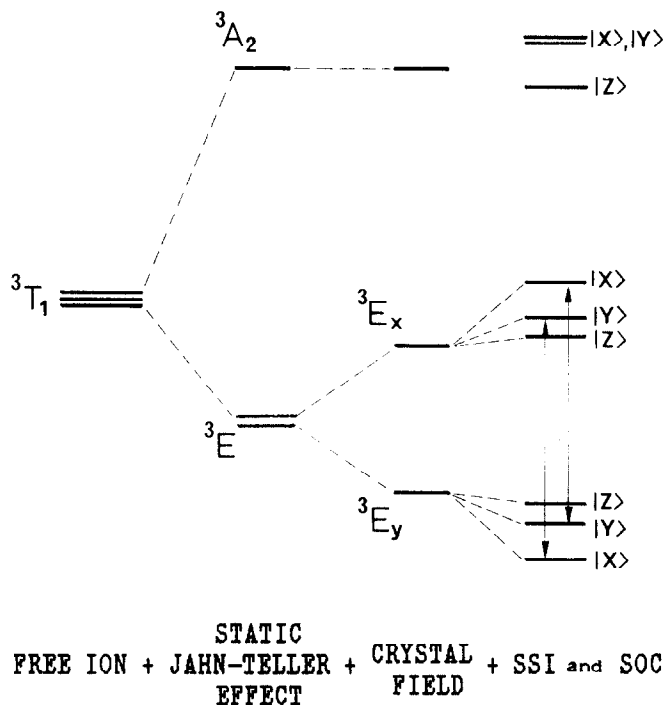 ³A₂
|X⟩,|Y⟩
|Z⟩
³T₁
|X⟩
³Eₓ
|Y⟩
|Z⟩
³E
|Z⟩
³E_y
|Y⟩
|X⟩
STATIC
FREE ION + JAHN-TELLER + CRYSTAL + SSI and SOC
EFFECT FIELD